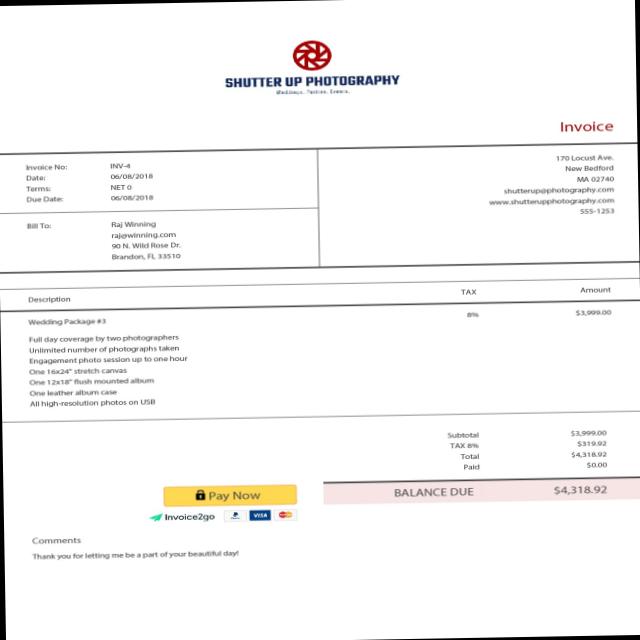 SHUTTER UP PHOTOGRAPHY
Weddings. Fashion. Events.
Invoice
Invoice No: INV-4
Date: 06/08/2018
Terms: NET 0
Due Date: 06/08/2018
170 Locust Ave.
New Bedford
MA 02740
shutterup@photography.com
www.shutterupphotography.com
555-1253
Bill To: Raj Winning
raj@winning.com
90 N. Wild Rose Dr.
Brandon, FL 33510
Description TAX Amount
Wedding Package #3 8% $3,999.00
Full day coverage by two photographers
Unlimited number of photographs taken
Engagement photo session up to one hour
One 16x24" stretch canvas
One 12x18" flush mounted album
One leather album case
All high-resolution photos on USB
Subtotal $3,999.00
TAX 8% $319.92
Total $4,318.92
Paid $0.00
BALANCE DUE $4,318.92
Pay Now
Invoice2go PayPal VISA
Comments
Thank you for letting me be a part of your beautiful day!